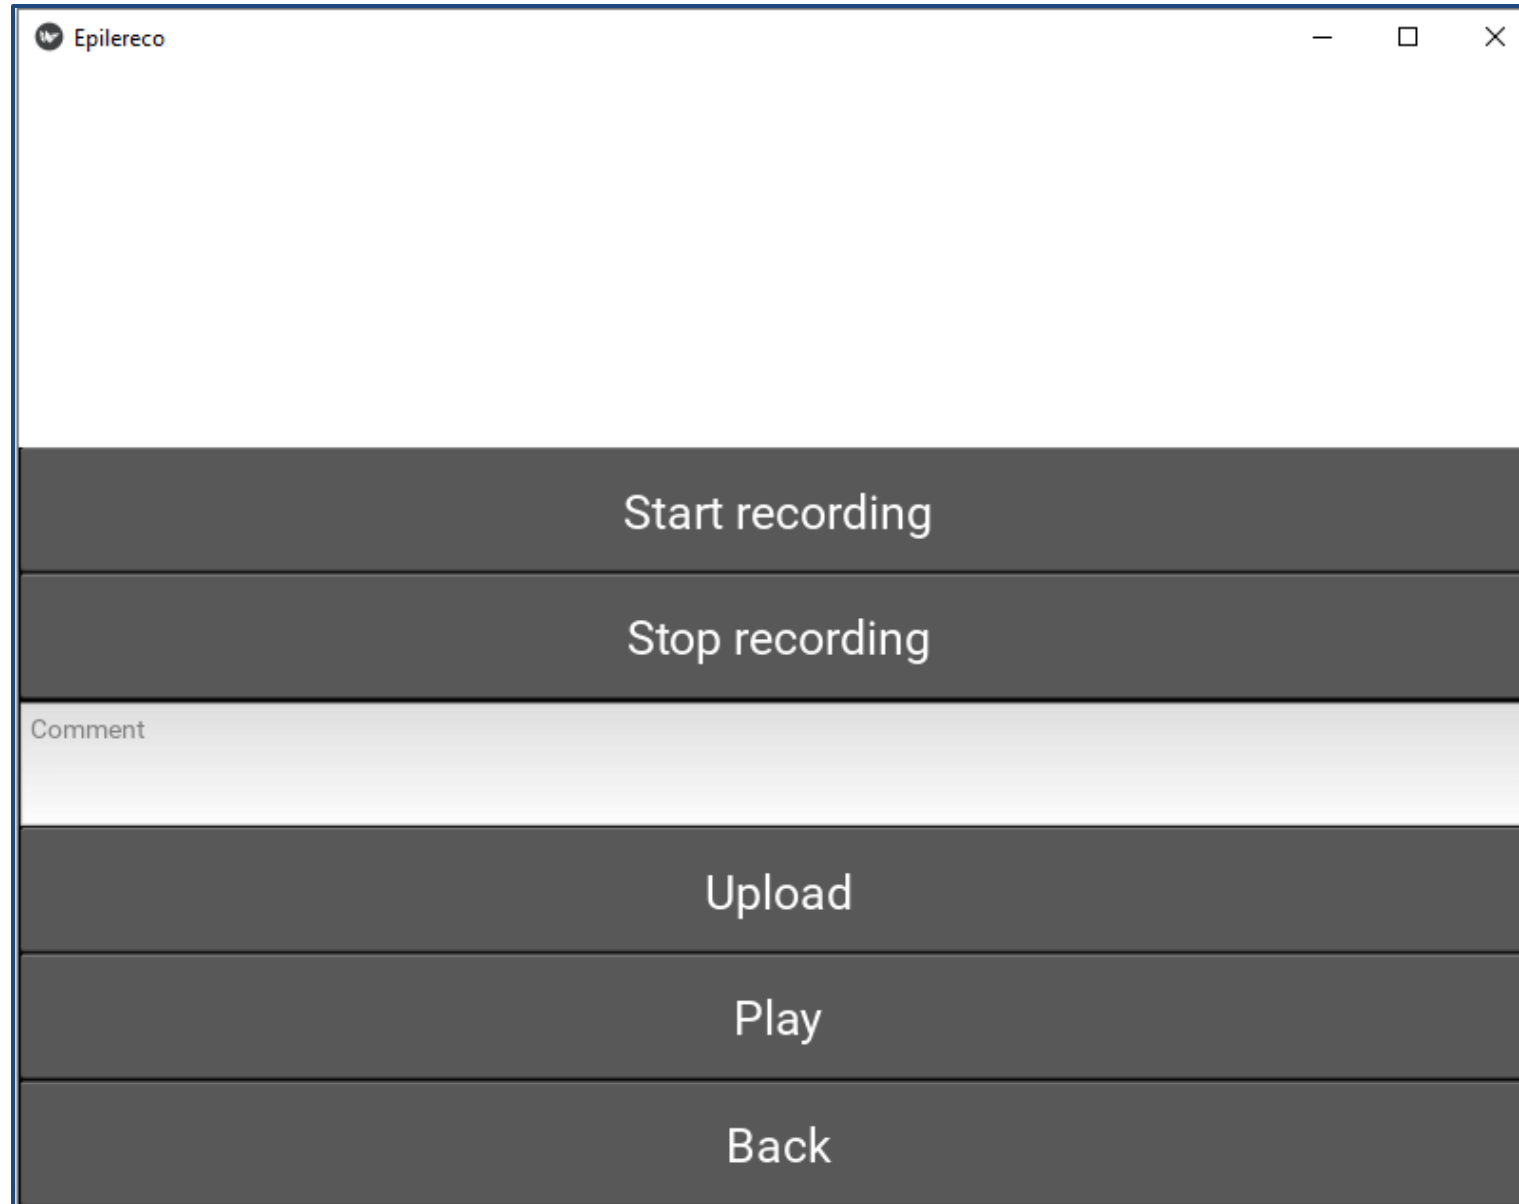 Epilereco
Start recording
Stop recording
Comment
Upload
Play
Back